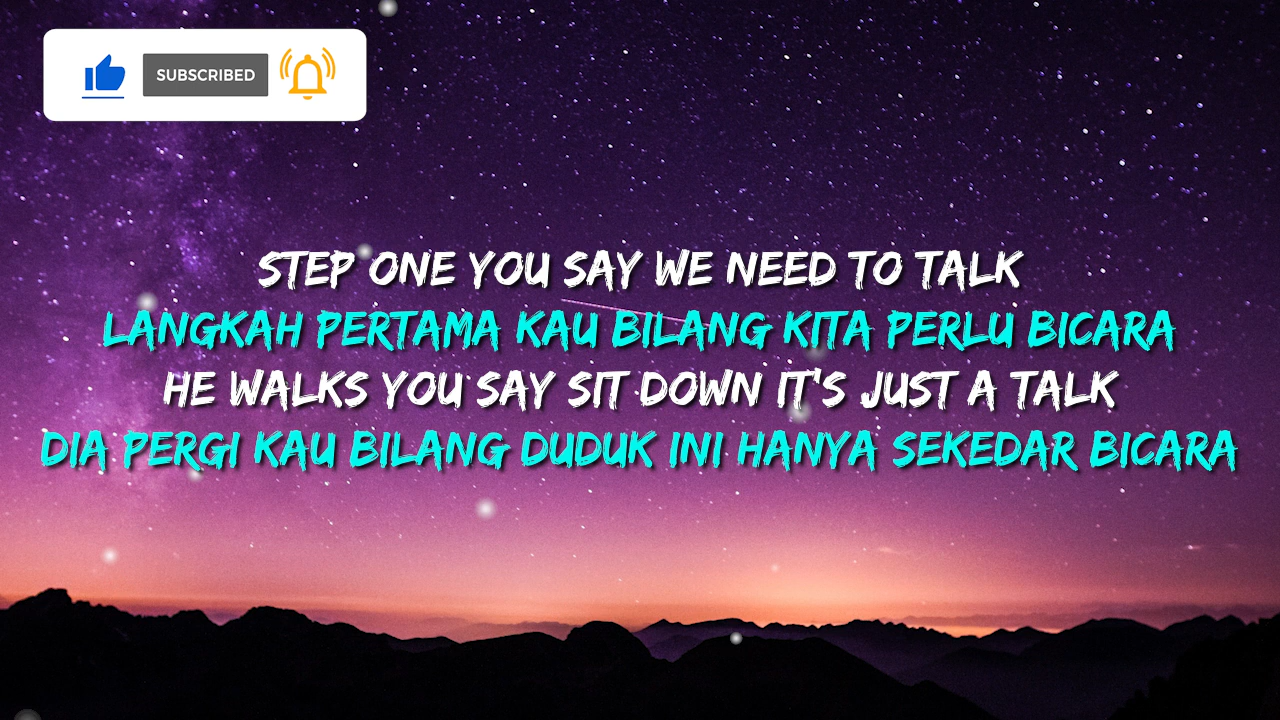 SUBSCRIBED
STEP ONE YOU SAY WE NEED TO TALK
LANGKAH PERTAMA KAU BILANG KITA PERLU BICARA
HE WALKS YOU SAY SIT DOWN IT'S JUST A TALK
DIA PERGI KAU BILANG DUDUK INI HANYA SEKEDAR BICARA